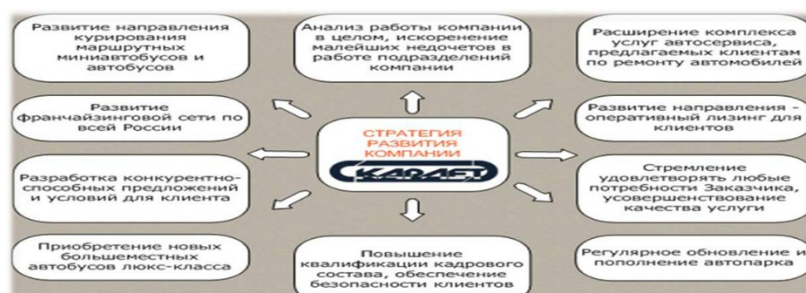 Развитие направления
курирования
маршрутных
миниавтобусов и
автобусов
Анализ работы компании
в целом, искоренение
малейших недочетов в
работе подразделений
компании
Расширение комплекса
услуг автосервиса,
предлагаемых клиентам
по ремонту автомобилей
Развитие
франчайзинговой сети по
всей России
СТРАТЕГИЯ
РАЗВИТИЯ
КОМПАНИИ
Развитие направления -
оперативный лизинг для
клиентов
Разработка конкурентно-
способных предложений
и условий для клиента
Стремление
удовлетворять любые
потребности Заказчика,
усовершенствование
качества услуги
Приобретение новых
большеместных
автобусов люкс-класса
Повышение
квалификации кадрового
состава, обеспечение
безопасности клиентов
Регулярное обновление и
пополнение автопарка